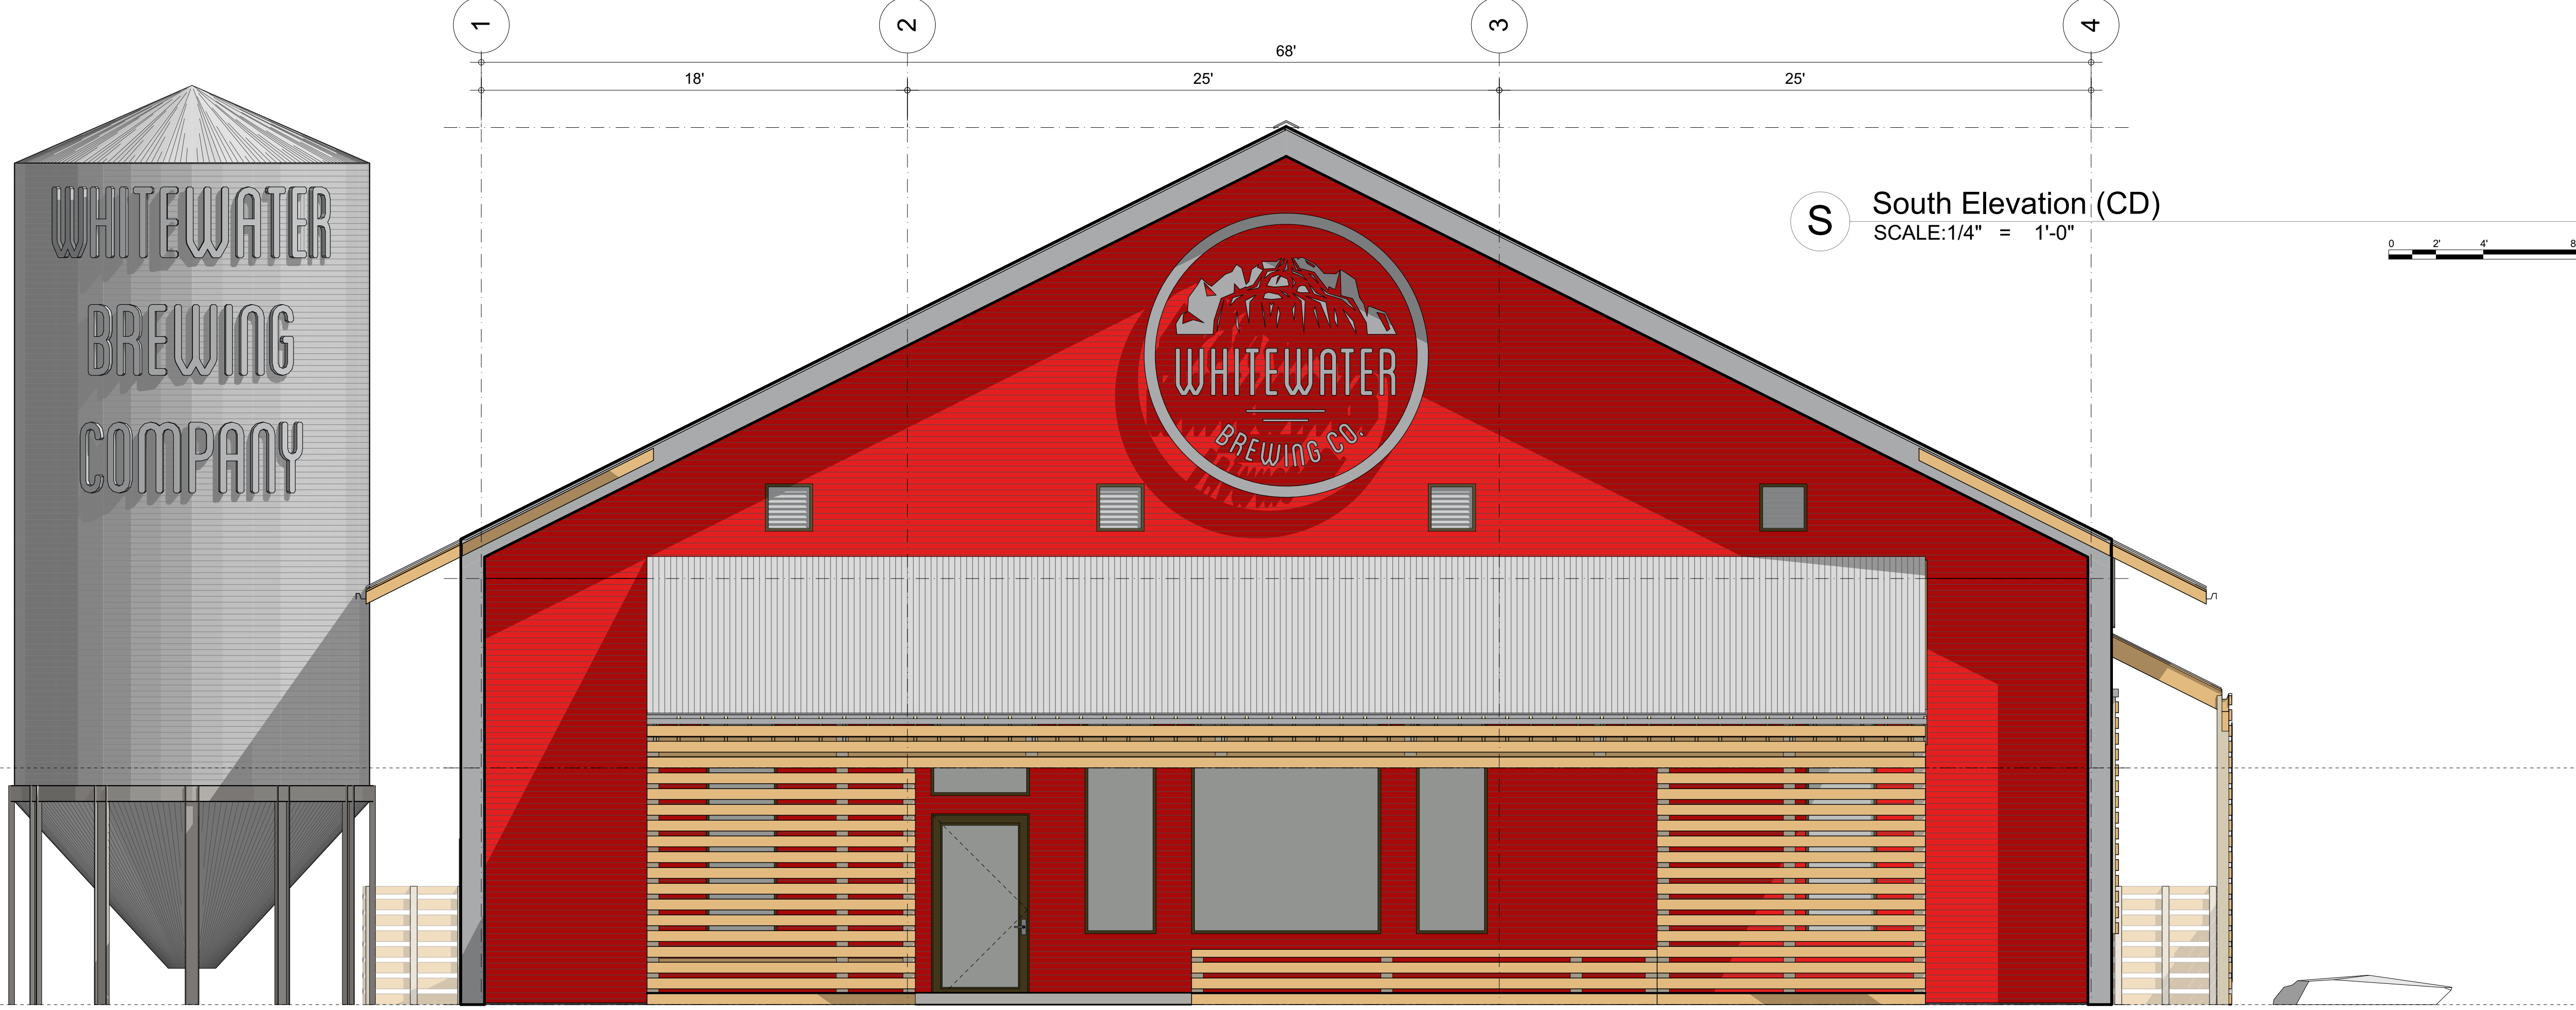 1
2
3
4
68'
18'
25'
25'
WHITEWATER
BREWING
COMPANY
WHITEWATER
BREWING CO.
S
South Elevation (CD)
SCALE:1/4" = 1'-0"
0 2' 4' 8